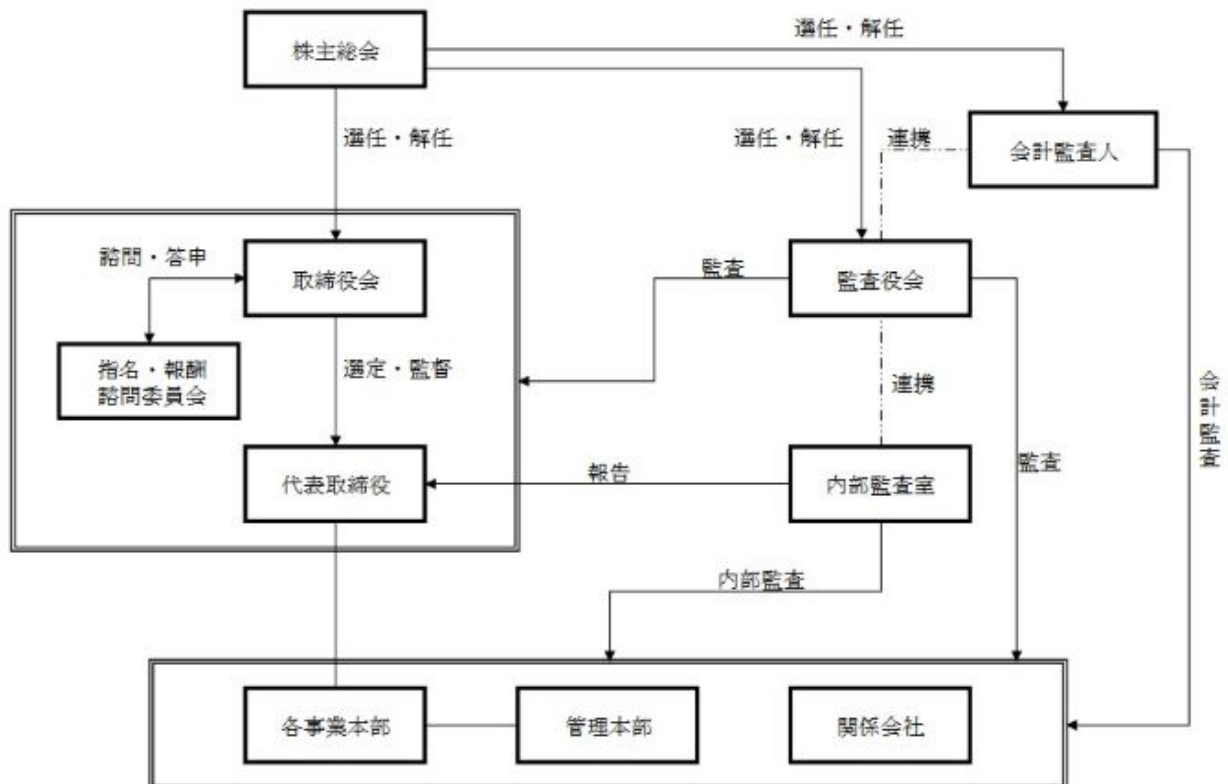 選任・解任
株主総会
選任・解任
選任・解任
連携
会計監査人
諮問・答申
取締役会
監査
監査役会
指名・報酬
諮問委員会
選定・監督
連携
会計監査
代表取締役
報告
内部監査室
監査
内部監査
各事業本部
管理本部
関係会社